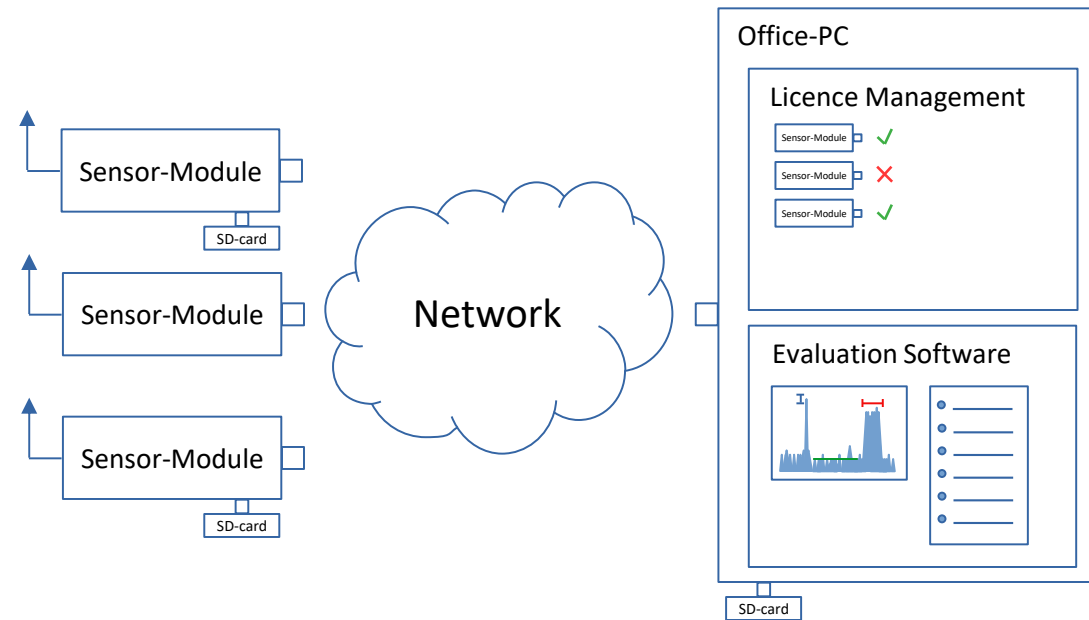 Sensor-Module
SD-card
Sensor-Module
Sensor-Module
SD-card
Network
Office-PC
Licence Management
Sensor-Module
Sensor-Module
Sensor-Module
Evaluation Software
SD-card